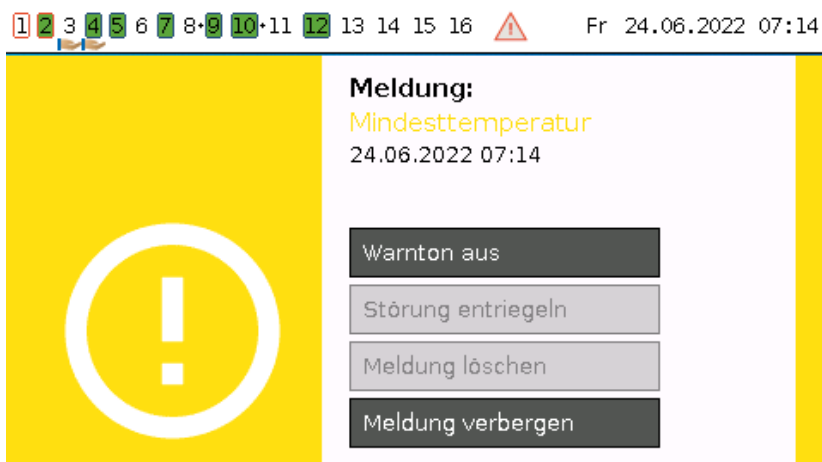 1 2 3 4 5 6 7 8+9 10+11 12 13 14 15 16 Fr 24.06.2022 07:14
Meldung:
Mindesttemperatur
24.06.2022 07:14
Warnton aus
Störung entriegeln
Meldung löschen
Meldung verbergen